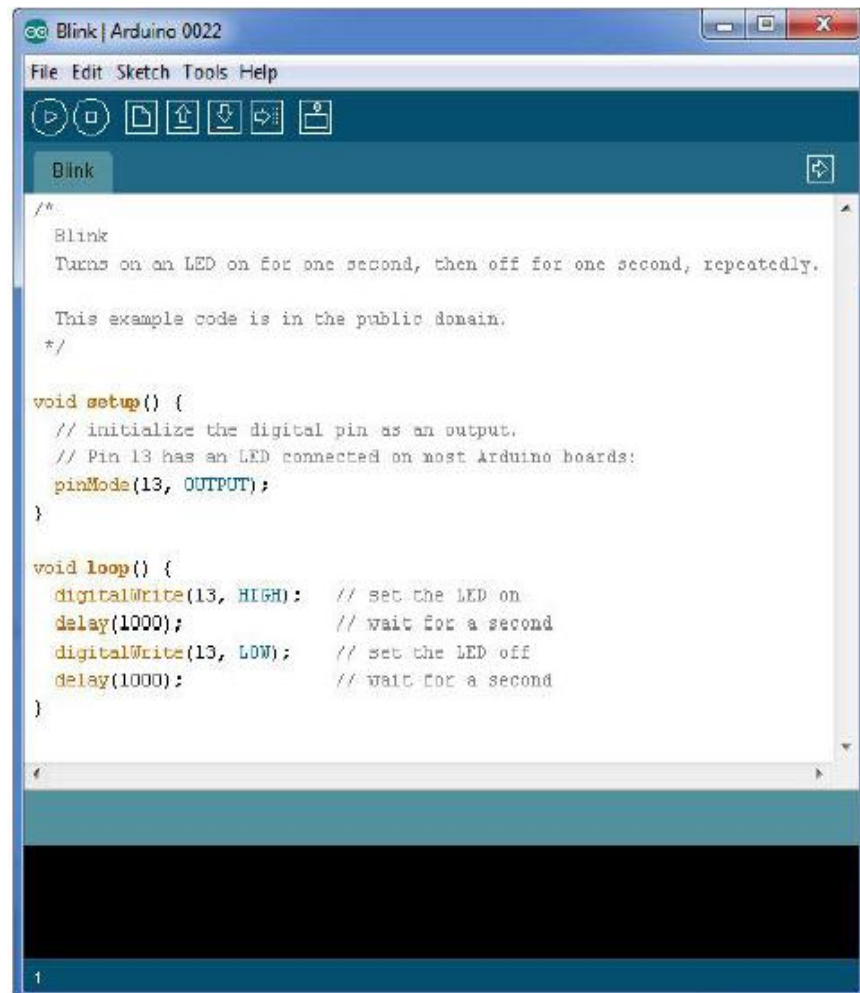 Blink | Arduino 0022
File Edit Sketch Tools Help
Blink
/*
  Blink
  Turns on an LED on for one second, then off for one second, repeatedly.

  This example code is in the public domain.
 */

void setup() {
  // initialize the digital pin as an output.
  // Pin 13 has an LED connected on most Arduino boards:
  pinMode(13, OUTPUT);
}

void loop() {
  digitalWrite(13, HIGH);   // set the LED on
  delay(1000);              // wait for a second
  digitalWrite(13, LOW);    // set the LED off
  delay(1000);              // wait for a second
}
1